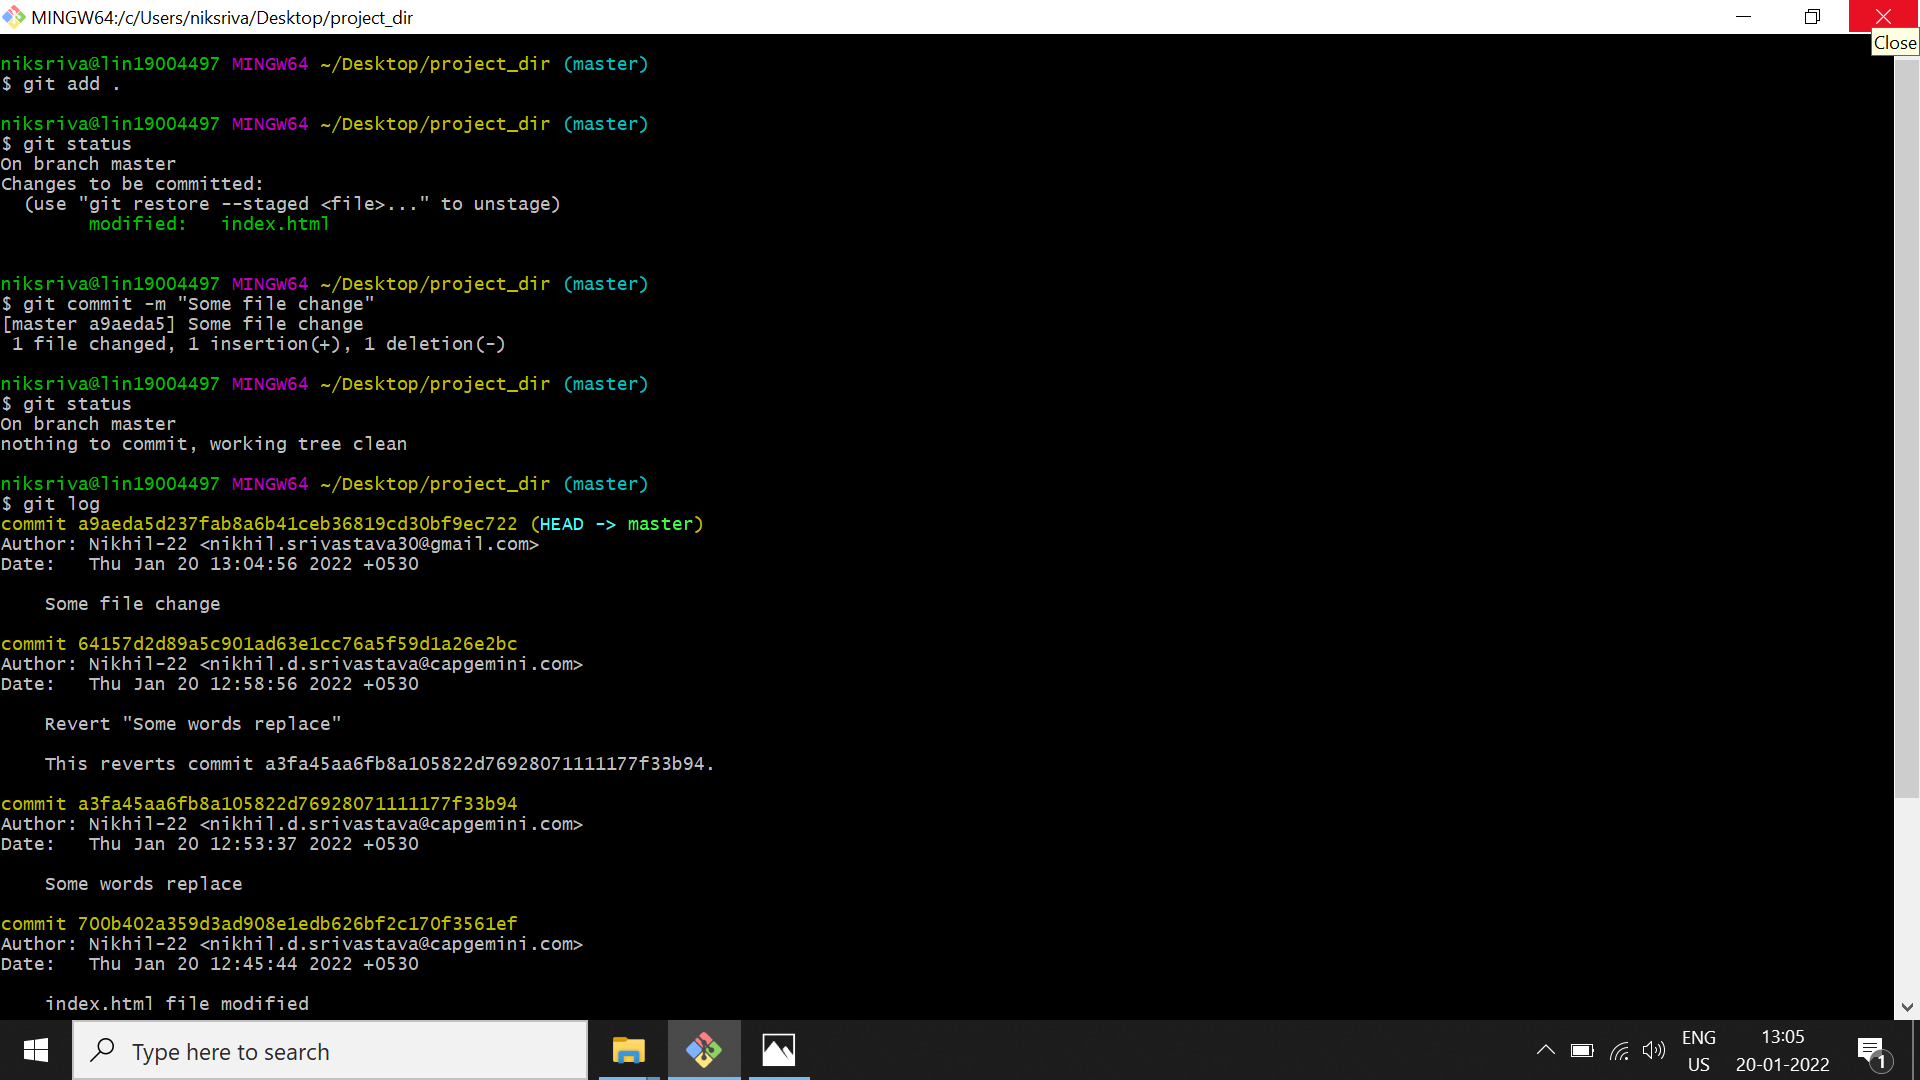 MINGW64:/c/Users/niksriva/Desktop/project_dir
Close
niksriva@lin19004497 MINGW64 ~/Desktop/project_dir (master)
$ git add .
niksriva@lin19004497 MINGW64 ~/Desktop/project_dir (master)
$ git status
On branch master
Changes to be committed:
  (use "git restore --staged <file>..." to unstage)
        modified:   index.html
niksriva@lin19004497 MINGW64 ~/Desktop/project_dir (master)
$ git commit -m "Some file change"
[master a9aeda5] Some file change
 1 file changed, 1 insertion(+), 1 deletion(-)
niksriva@lin19004497 MINGW64 ~/Desktop/project_dir (master)
$ git status
On branch master
nothing to commit, working tree clean
niksriva@lin19004497 MINGW64 ~/Desktop/project_dir (master)
$ git log
commit a9aeda5d237fab8a6b41ceb36819cd30bf9ec722 (HEAD -> master)
Author: Nikhil-22 <nikhil.srivastava30@gmail.com>
Date:   Thu Jan 20 13:04:56 2022 +0530
    Some file change
commit 64157d2d89a5c901ad63e1cc76a5f59d1a26e2bc
Author: Nikhil-22 <nikhil.d.srivastava@capgemini.com>
Date:   Thu Jan 20 12:58:56 2022 +0530
    Revert "Some words replace"
    This reverts commit a3fa45aa6fb8a105822d76928071111177f33b94.
commit a3fa45aa6fb8a105822d76928071111177f33b94
Author: Nikhil-22 <nikhil.d.srivastava@capgemini.com>
Date:   Thu Jan 20 12:53:37 2022 +0530
    Some words replace
commit 700b402a359d3ad908e1edb626bf2c170f3561ef
Author: Nikhil-22 <nikhil.d.srivastava@capgemini.com>
Date:   Thu Jan 20 12:45:44 2022 +0530
    index.html file modified
Type here to search
ENG
US
13:05
20-01-2022
1